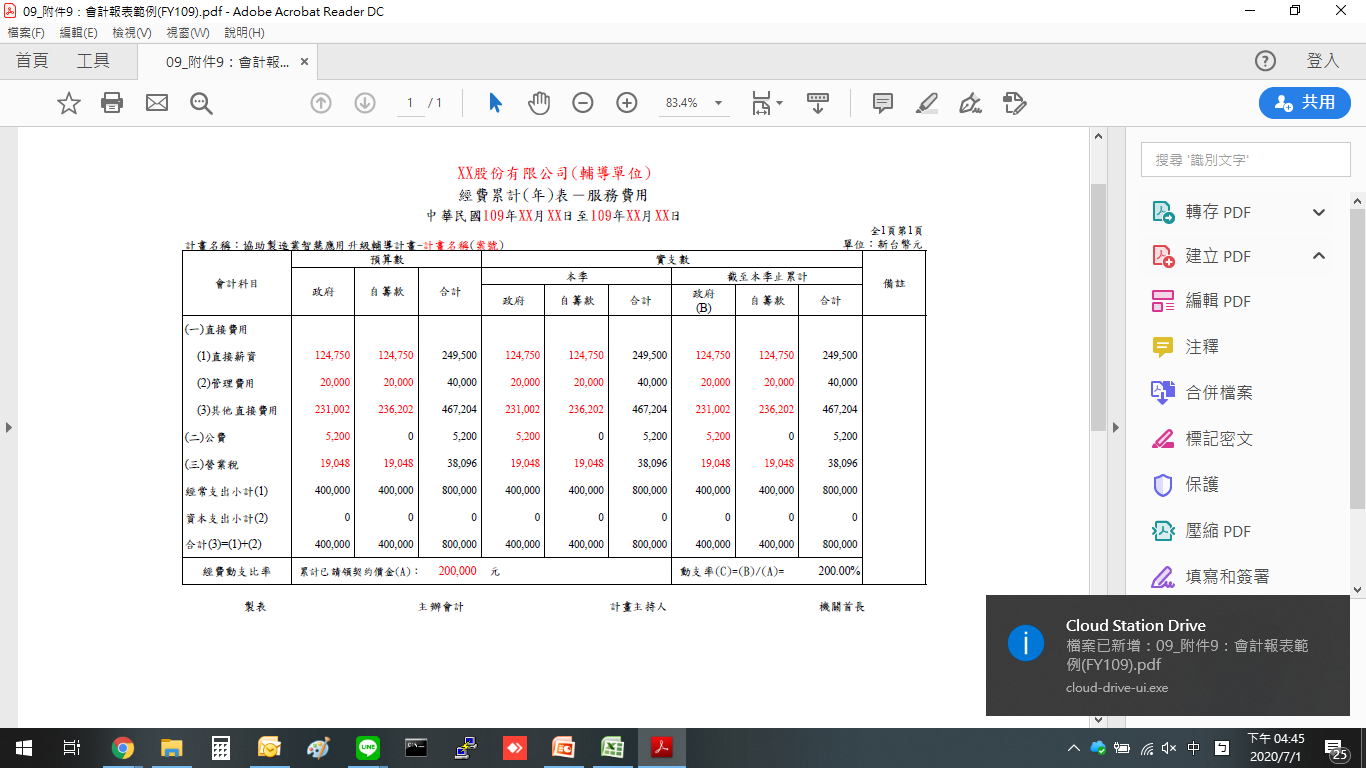 09_附件9：會計報表範例(FY109).pdf - Adobe Acrobat Reader DC
檔案(F) 編輯(E) 檢視(V) 視窗(W) 說明(H)
首頁 工具 09_附件9：會計報... × ? 登入
1 / 1 83.4% 共用
XX股份有限公司(輔導單位)
經費累計(年)表－服務費用
中華民國109年XX月XX日至109年XX月XX日
全1頁第1頁
計畫名稱：協助製造業智慧應用升級輔導計畫-計畫名稱(案號) 單位：新台幣元
會計科目 預算數 實支數 備註
本季 截至本季止累計
政府 自籌款 合計 政府 自籌款 合計 政府(B) 自籌款 合計
(一)直接費用
(1)直接薪資 124,750 124,750 249,500 124,750 124,750 249,500 124,750 124,750 249,500
(2)管理費用 20,000 20,000 40,000 20,000 20,000 40,000 20,000 20,000 40,000
(3)其他直接費用 231,002 236,202 467,204 231,002 236,202 467,204 231,002 236,202 467,204
(二)公費 5,200 0 5,200 5,200 0 5,200 5,200 0 5,200
(三)營業稅 19,048 19,048 38,096 19,048 19,048 38,096 19,048 19,048 38,096
經常支出小計(1) 400,000 400,000 800,000 400,000 400,000 800,000 400,000 400,000 800,000
資本支出小計(2) 0 0 0 0 0 0 0 0 0
合計(3)=(1)+(2) 400,000 400,000 800,000 400,000 400,000 800,000 400,000 400,000 800,000
經費動支比率 累計已請領契約價金(A)： 200,000 元 動支率(C)=(B)/(A)= 200.00%
製表 主辦會計 計畫主持人 機關首長
搜尋 '識別文字'
轉存 PDF
建立 PDF
編輯 PDF
注釋
合併檔案
標記密文
保護
壓縮 PDF
填寫和簽署
Cloud Station Drive
檔案已新增：09_附件9：會計報表範
例(FY109).pdf
cloud-drive-ui.exe
LINE
中
下午 04:45
2020/7/1
25